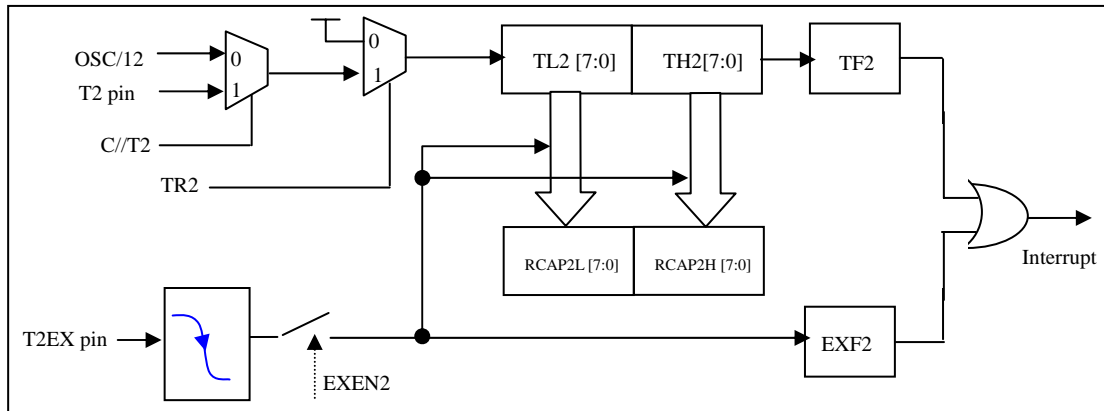 OSC/12
0
1
T2 pin
C//T2
0
1
TR2
TL2 [7:0]
TH2[7:0]
TF2
RCAP2L [7:0]
RCAP2H [7:0]
Interrupt
T2EX pin
EXEN2
EXF2